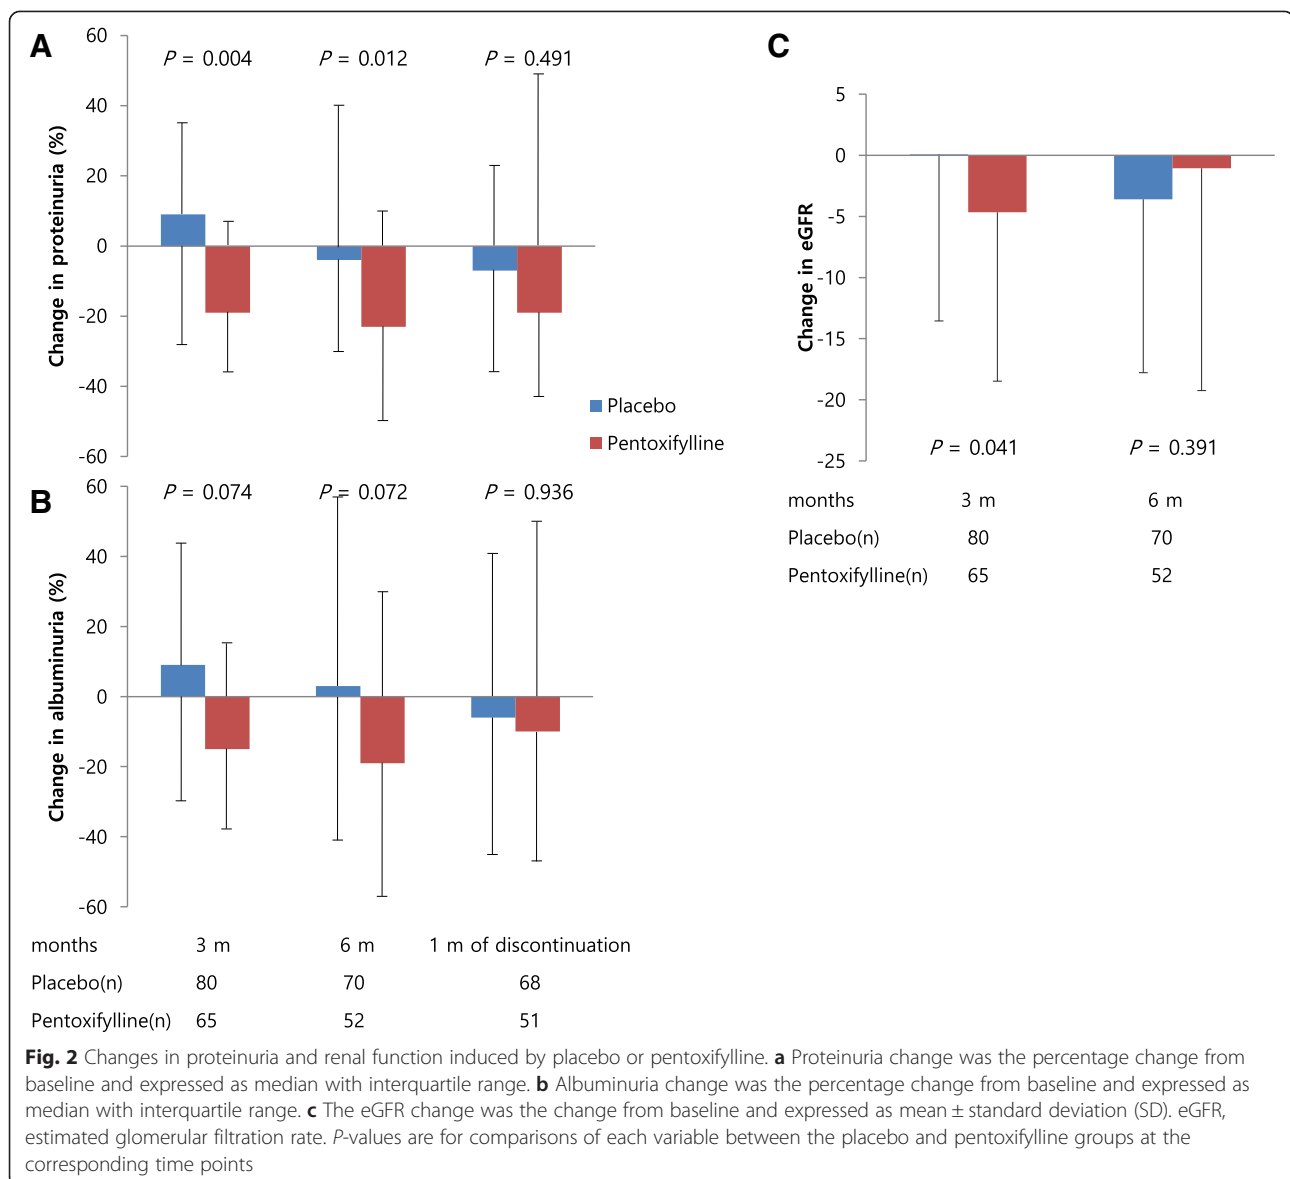 A
60
40
20
0
-20
-40
-60
Change in proteinuria (%)
P = 0.004 P = 0.012 P = 0.491
Placebo
Pentoxifylline
B
60
40
20
0
-20
-40
-60
Change in albuminuria (%)
P = 0.074 P = 0.072 P = 0.936
months 3 m 6 m 1 m of discontinuation
Placebo(n) 80 70 68
Pentoxifylline(n) 65 52 51
C
5
0
-5
-10
-15
-20
-25
Change in eGFR
P = 0.041 P = 0.391
months 3 m 6 m
Placebo(n) 80 70
Pentoxifylline(n) 65 52
Fig. 2 Changes in proteinuria and renal function induced by placebo or pentoxifylline. a Proteinuria change was the percentage change from
baseline and expressed as median with interquartile range. b Albuminuria change was the percentage change from baseline and expressed as
median with interquartile range. c The eGFR change was the change from baseline and expressed as mean ± standard deviation (SD). eGFR,
estimated glomerular filtration rate. P-values are for comparisons of each variable between the placebo and pentoxifylline groups at the
corresponding time points